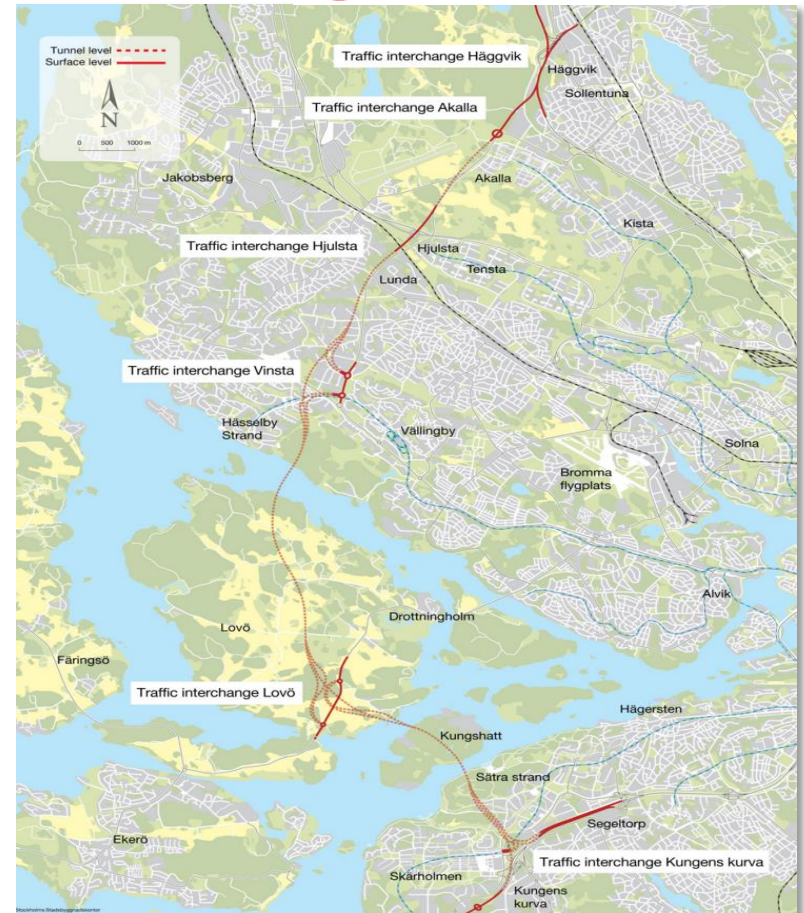 Tunnel level
Surface level
N
0 500 1000 m
Traffic interchange Häggvik
Häggvik
Sollentuna
Traffic interchange Akalla
Jakobsberg
Akalla
Kista
Traffic interchange Hjulsta
Hjulsta
Tensta
Lunda
Traffic interchange Vinsta
Hässelby
Strand
Vällingby
Solna
Bromma
flygplats
Alvik
Drottningholm
Lovö
Färingsö
Traffic interchange Lovö
Hägersten
Kungshatt
Sätra strand
Segeltorp
Ekerö
Traffic interchange Kungens kurva
Skärholmen
Kungens
kurva
Stockholms Stadsbyggnadskontor